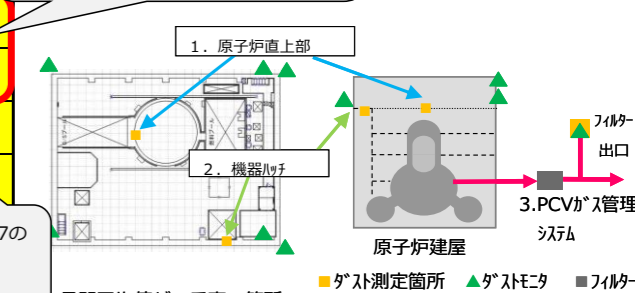 1．原子炉直上部
2．機器ﾊｯﾁ
ﾌｨﾙﾀｰ
出口
3.PCVｶﾞｽ管理
ｼｽﾃﾑ
原子炉建屋
7の
■ﾀﾞｽﾄ測定箇所 ▲ﾀﾞｽﾄﾓﾆﾀ ■ﾌｨﾙﾀｰ